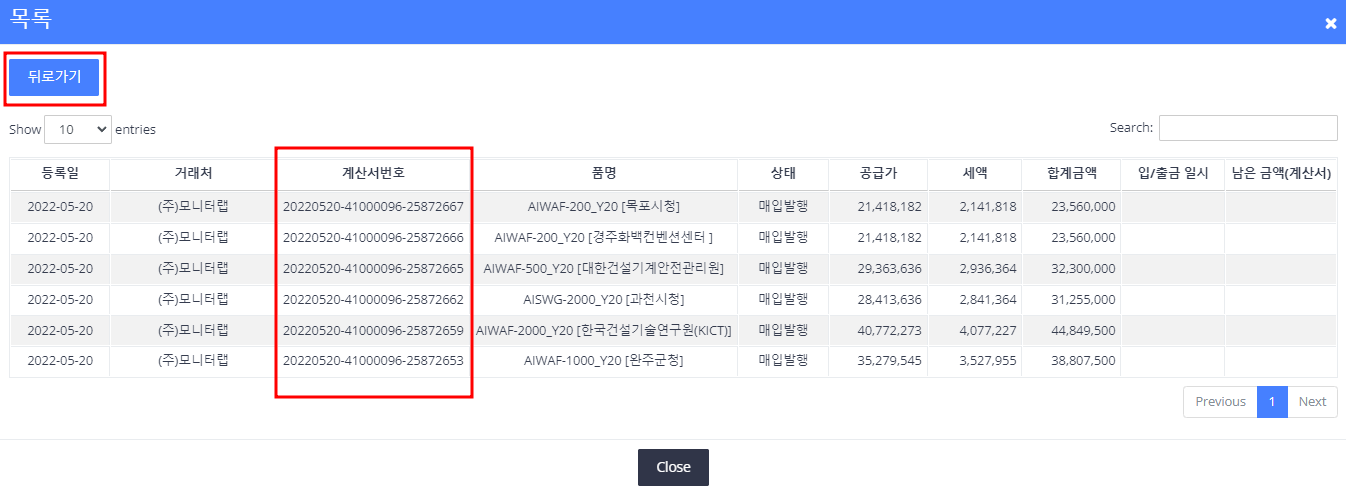 목록
×
뒤로가기
Show 10 entries Search:
등록일 거래처 계산서번호 품명 상태 공급가 세액 합계금액 입/출금 일시 남은 금액(계산서)
2022-05-20 (주)모니터랩 20220520-41000096-25872667 AIWAF-200_Y20 [목포시청] 매입발행 21,418,182 2,141,818 23,560,000
2022-05-20 (주)모니터랩 20220520-41000096-25872666 AIWAF-200_Y20 [경주화백컨벤션센터 ] 매입발행 21,418,182 2,141,818 23,560,000
2022-05-20 (주)모니터랩 20220520-41000096-25872665 AIWAF-500_Y20 [대한건설기계안전관리원] 매입발행 29,363,636 2,936,364 32,300,000
2022-05-20 (주)모니터랩 20220520-41000096-25872662 AISWG-2000_Y20 [과천시청] 매입발행 28,413,636 2,841,364 31,255,000
2022-05-20 (주)모니터랩 20220520-41000096-25872659 AIWAF-2000_Y20 [한국건설기술연구원(KICT)] 매입발행 40,772,273 4,077,227 44,849,500
2022-05-20 (주)모니터랩 20220520-41000096-25872653 AIWAF-1000_Y20 [완주군청] 매입발행 35,279,545 3,527,955 38,807,500
Previous 1 Next
Close